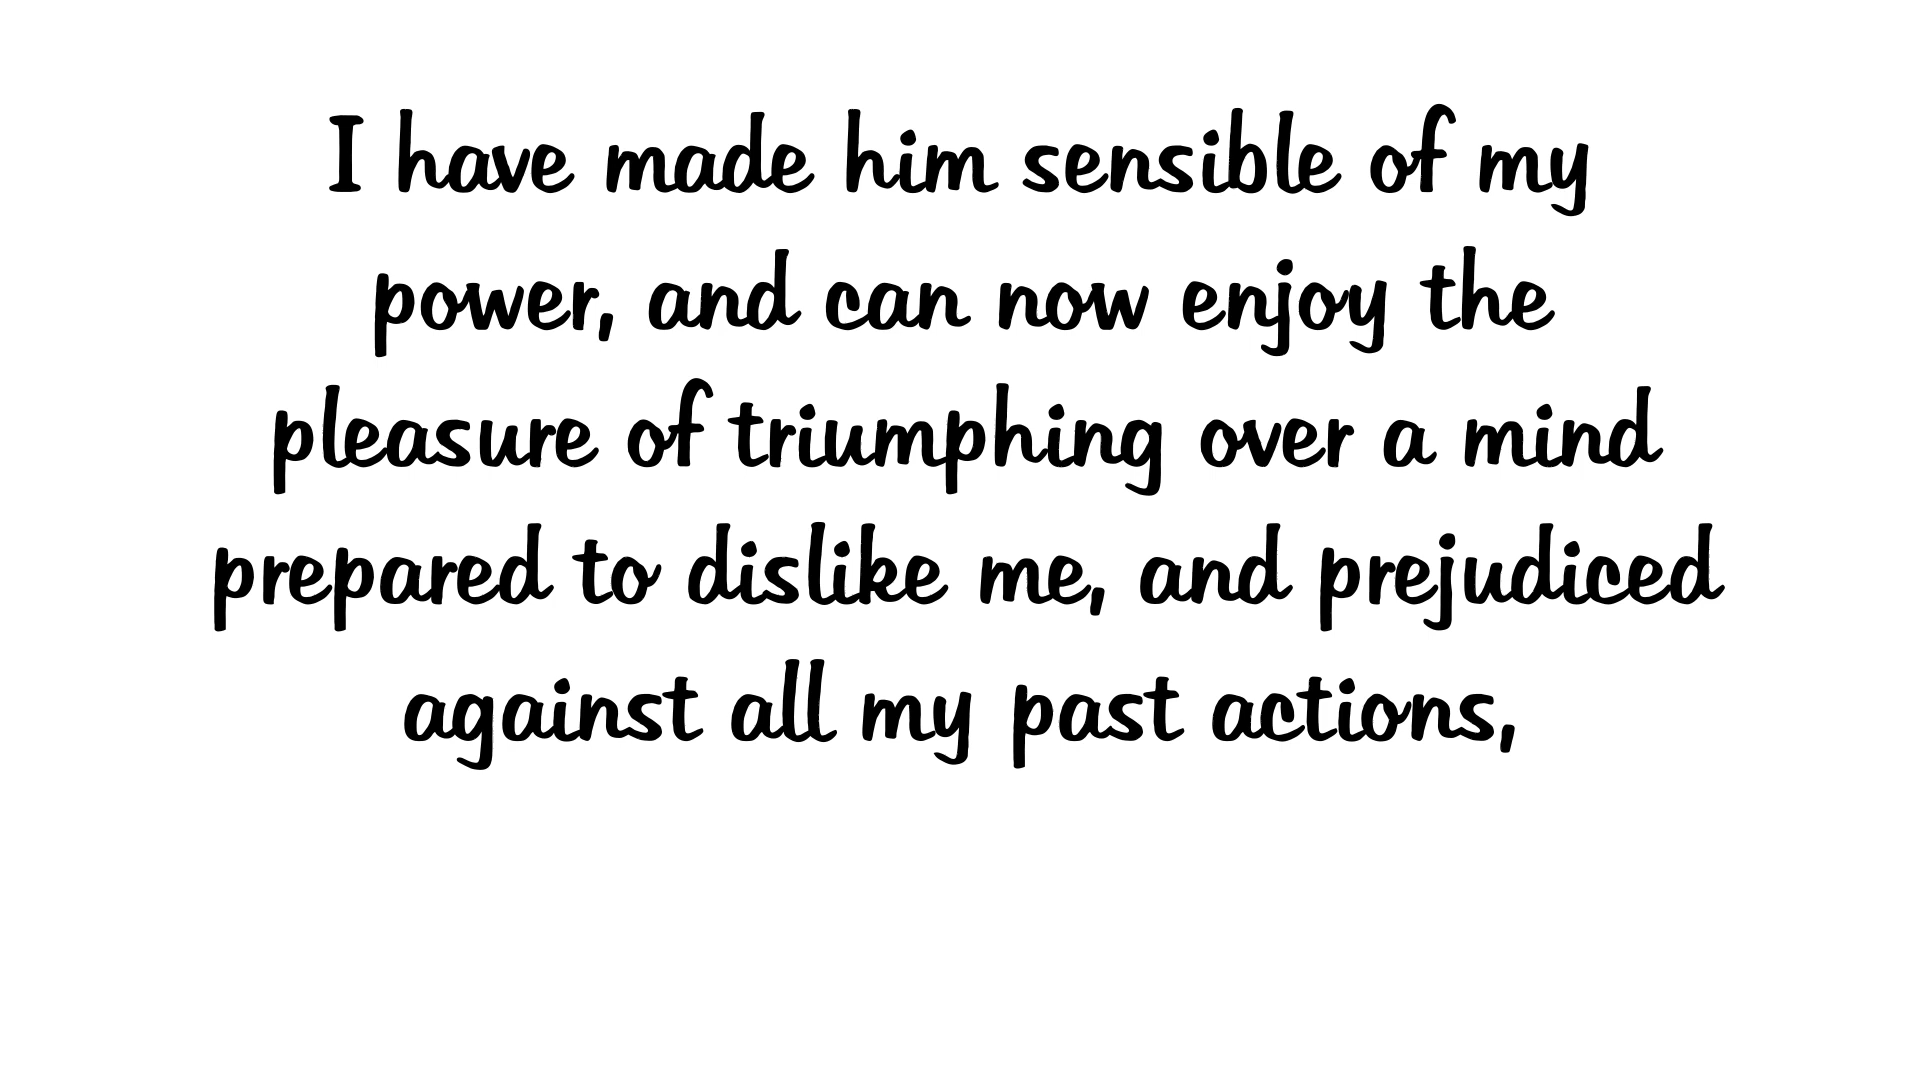 I have made him sensible of my
power, and can now enjoy the
pleasure of triumphing over a mind
prepared to dislike me, and prejudiced
against all my past actions,